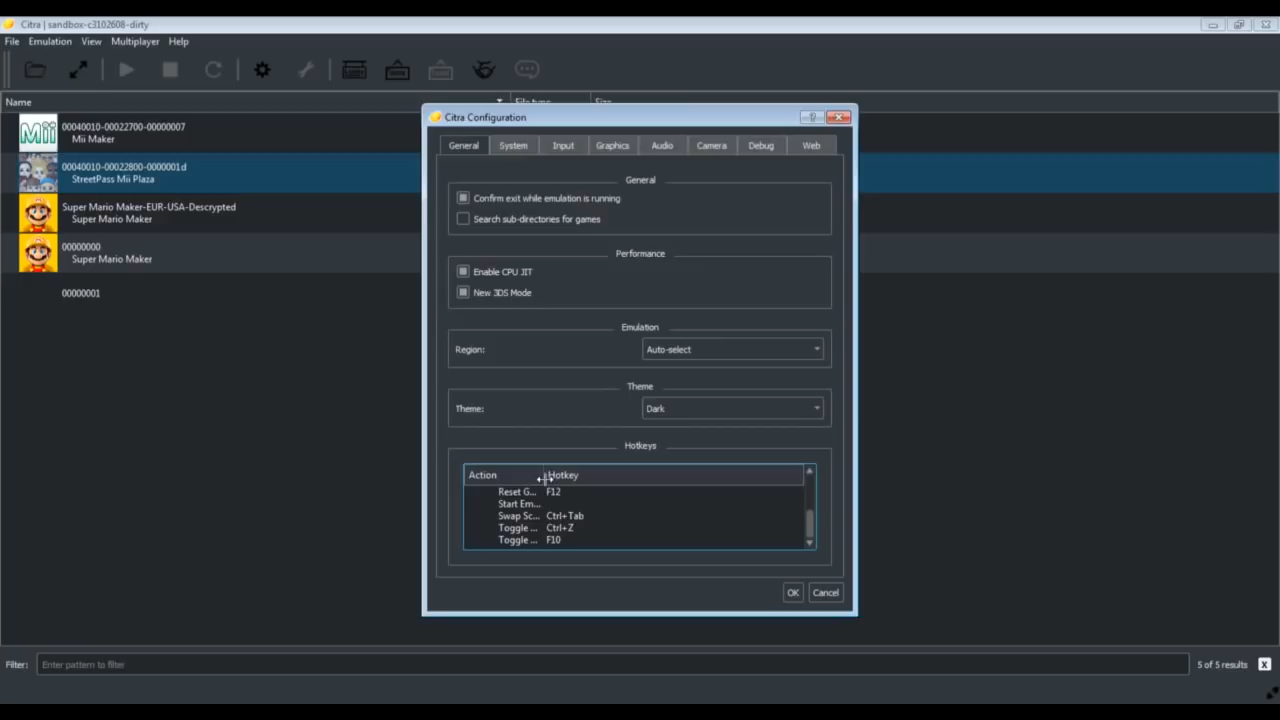 Citra | sandbox-c3102608-dirty
File Emulation View Multiplayer Help
Name
Mii
00040010-00022700-00000007
Mii Maker
00040010-00022800-0000001d
StreetPass Mii Plaza
Super Mario Maker-EUR-USA-Descrypted
Super Mario Maker
00000000
Super Mario Maker
00000001
Citra Configuration
General System Input Graphics Audio Camera Debug Web
General
Confirm exit while emulation is running
Search sub-directories for games
Performance
Enable CPU JIT
New 3DS Mode
Emulation
Region: Auto-select
Theme
Theme: Dark
Hotkeys
Action Hotkey
Reset G... F12
Start Em...
Swap Sc... Ctrl+Tab
Toggle ... Ctrl+Z
Toggle ... F10
OK Cancel
Filter: Enter pattern to filter 5 of 5 results X